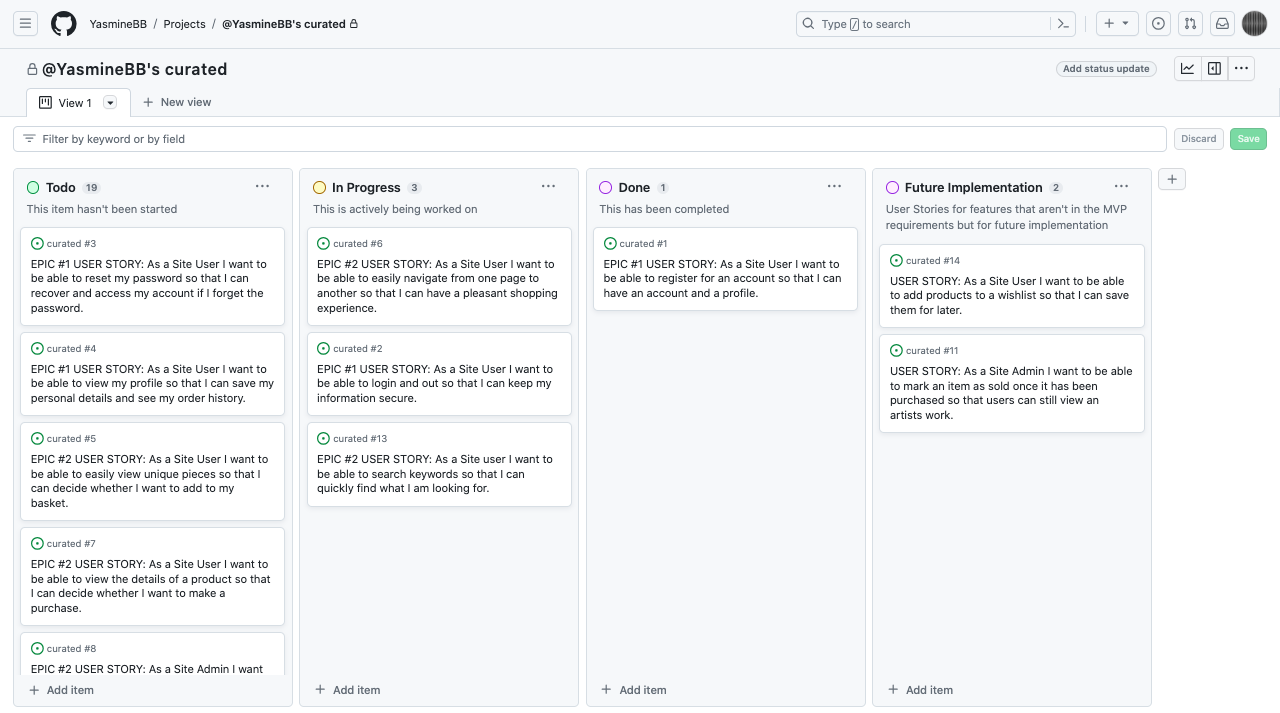 YasmineBB / Projects / @YasmineBB's curated
Type / to search
@YasmineBB's curated
Add status update
View 1
New view
Filter by keyword or by field
Discard
Save
Todo 19
This item hasn't been started
curated #3
EPIC #1 USER STORY: As a Site User I want to
be able to reset my password so that I can
recover and access my account if I forget the
password.
curated #4
EPIC #1 USER STORY: As a Site User I want to
be able to view my profile so that I can save my
personal details and see my order history.
curated #5
EPIC #2 USER STORY: As a Site User I want to
be able to easily view unique pieces so that I
can decide whether I want to add to my
basket.
curated #7
EPIC #2 USER STORY: As a Site User I want to
be able to view the details of a product so that
I can decide whether I want to make a
purchase.
curated #8
EPIC #2 USER STORY: As a Site Admin I want
Add item
In Progress 3
This is actively being worked on
curated #6
EPIC #2 USER STORY: As a Site User I want to
be able to easily navigate from one page to
another so that I can have a pleasant shopping
experience.
curated #2
EPIC #1 USER STORY: As a Site User I want to
be able to login and out so that I can keep my
information secure.
curated #13
EPIC #2 USER STORY: As a Site user I want to
be able to search keywords so that I can
quickly find what I am looking for.
Add item
Done 1
This has been completed
curated #1
EPIC #1 USER STORY: As a Site User I want to
be able to register for an account so that I can
have an account and a profile.
Add item
Future Implementation 2
User Stories for features that aren't in the MVP
requirements but for future implementation
curated #14
USER STORY: As a Site User I want to be able
to add products to a wishlist so that I can save
them for later.
curated #11
USER STORY: As a Site Admin I want to be able
to mark an item as sold once it has been
purchased so that users can still view an
artists work.
Add item